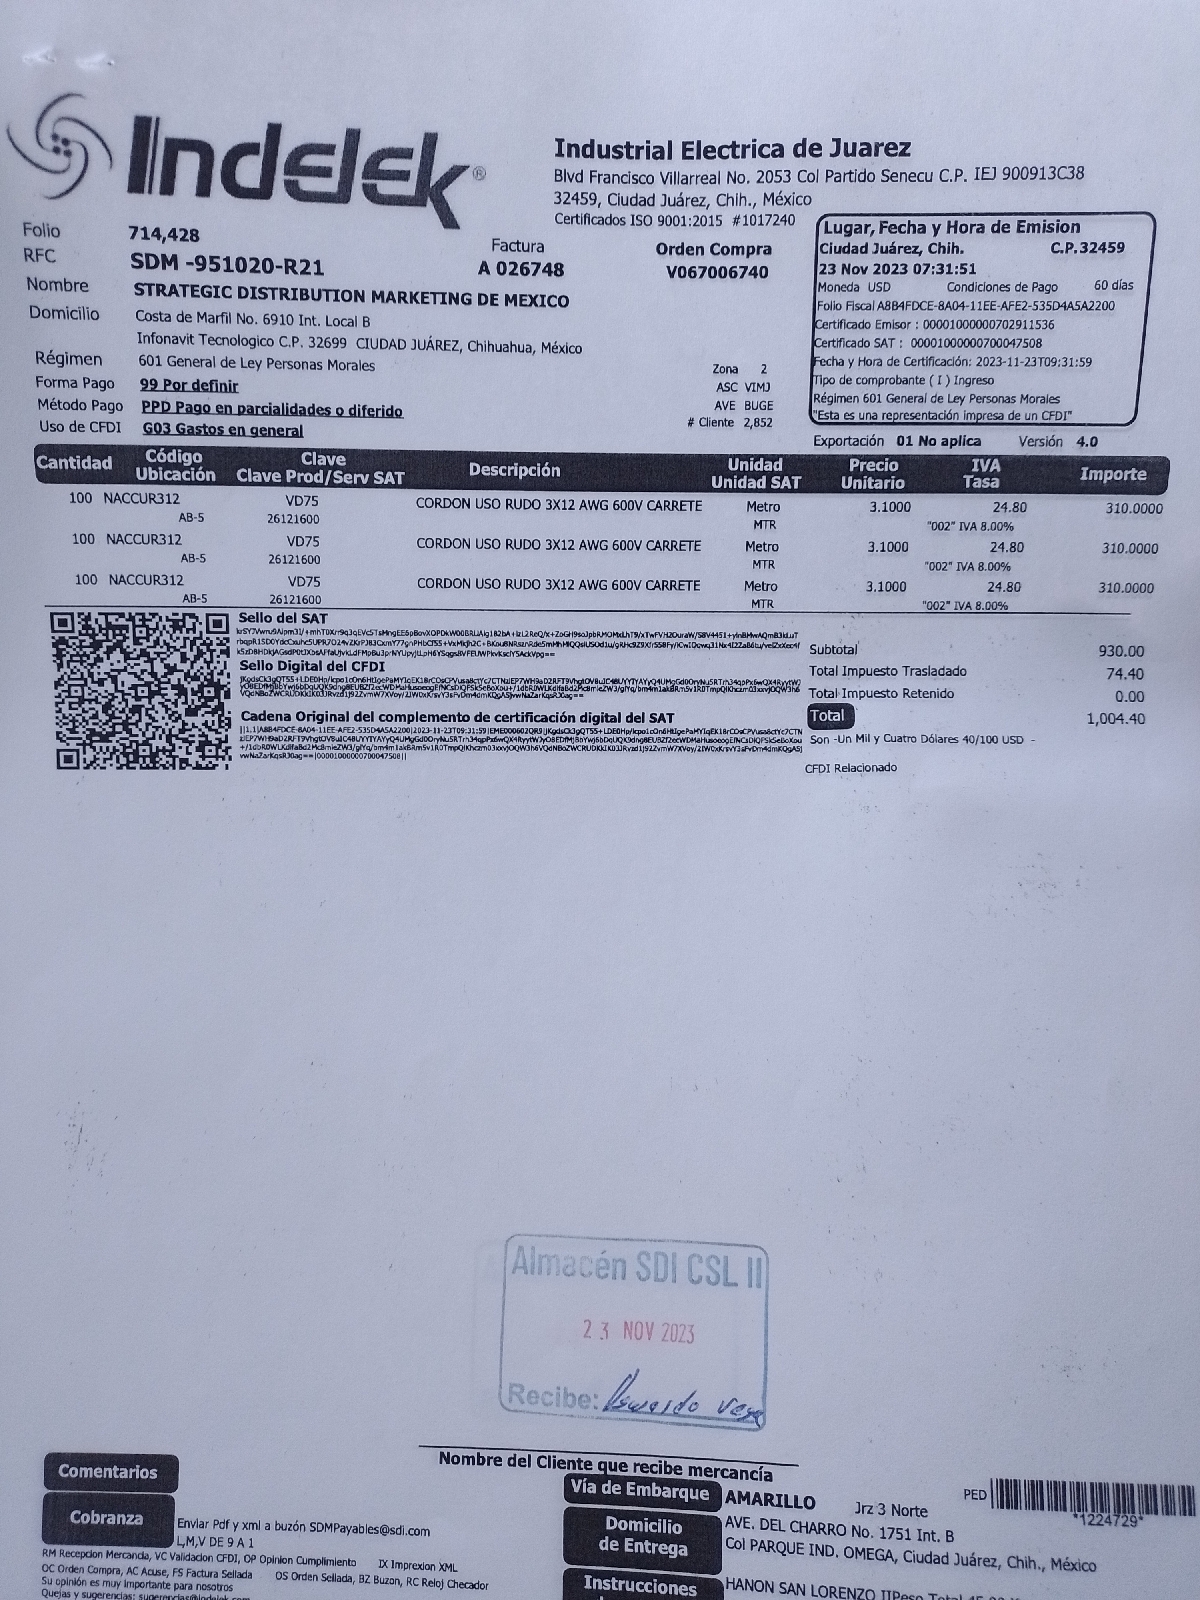 Indelek®
Industrial Electrica de Juarez
Blvd Francisco Villarreal No. 2053 Col Partido Senecu C.P. IEJ 900913C38
32459, Ciudad Juárez, Chih., México
Certificados ISO 9001:2015 #1017240
Folio 714,428
RFC SDM -951020-R21
Factura
A 026748
Orden Compra
V067006740
Nombre STRATEGIC DISTRIBUTION MARKETING DE MEXICO
Domicilio Costa de Marfil No. 6910 Int. Local B
Infonavit Tecnologico C.P. 32699 CIUDAD JUÁREZ, Chihuahua, México
Régimen 601 General de Ley Personas Morales
Forma Pago 99 Por definir
Método Pago PPD Pago en parcialidades o diferido
Uso de CFDI G03 Gastos en general
Zona 2
ASC VIMJ
AVE BUGE
# Cliente 2,852
Lugar, Fecha y Hora de Emision
Ciudad Juárez, Chih. C.P.32459
23 Nov 2023 07:31:51
Moneda USD Condiciones de Pago 60 días
Folio Fiscal A8B4FDCE-8A04-11EE-AFE2-535D4A5A2200
Certificado Emisor : 00001000000702911536
Certificado SAT : 00001000000700047508
Fecha y Hora de Certificación: 2023-11-23T09:31:59
Tipo de comprobante ( I ) Ingreso
Régimen 601 General de Ley Personas Morales
"Esta es una representación impresa de un CFDI"
Exportación 01 No aplica Versión 4.0
Cantidad Código Ubicación Clave Clave Prod/Serv SAT Descripción Unidad Unidad SAT Precio Unitario IVA Tasa Importe
100 NACCUR312 VD75 CORDON USO RUDO 3X12 AWG 600V CARRETE Metro 3.1000 24.80 310.0000
AB-5 26121600 MTR "002" IVA 8.00%
100 NACCUR312 VD75 CORDON USO RUDO 3X12 AWG 600V CARRETE Metro 3.1000 24.80 310.0000
AB-5 26121600 MTR "002" IVA 8.00%
100 NACCUR312 VD75 CORDON USO RUDO 3X12 AWG 600V CARRETE Metro 3.1000 24.80 310.0000
AB-5 26121600 MTR "002" IVA 8.00%
Sello del SAT
Sello Digital del CFDI
Cadena Original del complemento de certificación digital del SAT
Subtotal 930.00
Total Impuesto Trasladado 74.40
Total Impuesto Retenido 0.00
Total 1,004.40
Son -Un Mil y Cuatro Dólares 40/100 USD -
CFDI Relacionado
Almacén SDI CSL II
23 NOV 2023
Recibe: Oswaldo Vega
Nombre del Cliente que recibe mercancía
Comentarios
Cobranza
Enviar Pdf y xml a buzón SDMPayables@sdi.com
L,M,V DE 9 A 1
RM Recepcion Mercancia, VC Validacion CFDI, OP Opinion Cumplimiento IX Imprexion XML
OC Orden Compra, AC Acuse, FS Factura Sellada OS Orden Sellada, BZ Buzon, RC Reloj Checador
Su opinión es muy importante para nosotros
Quejas y sugerencias: sugerencias@indelek.com
Vía de Embarque AMARILLO Jrz 3 Norte
PED *1224729*
Domicilio de Entrega
AVE. DEL CHARRO No. 1751 Int. B
Col PARQUE IND. OMEGA, Ciudad Juárez, Chih., México
Instrucciones HANON SAN LORENZO IIPeso Total